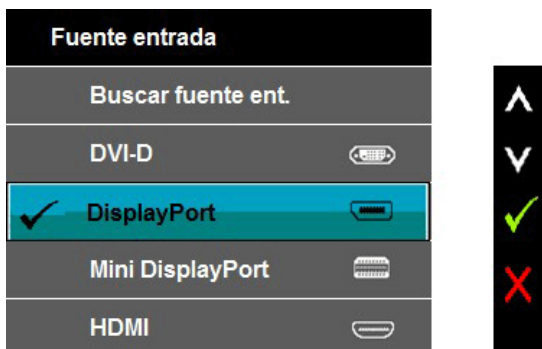 Fuente entrada
Buscar fuente ent.
DVI-D
DisplayPort
Mini DisplayPort
HDMI